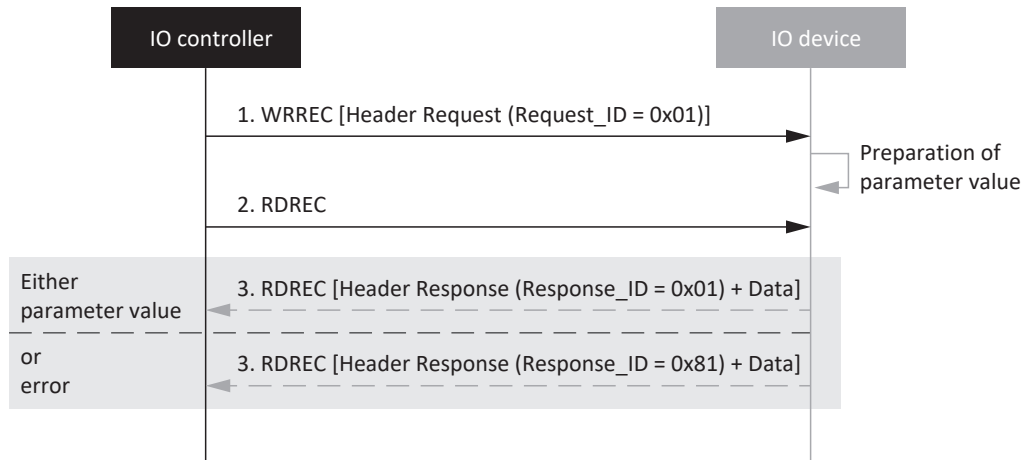 IO controller
IO device
1. WRREC [Header Request (Request_ID = 0x01)]
Preparation of
parameter value
2. RDREC
Either
parameter value
3. RDREC [Header Response (Response_ID = 0x01) + Data]
or
error
3. RDREC [Header Response (Response_ID = 0x81) + Data]